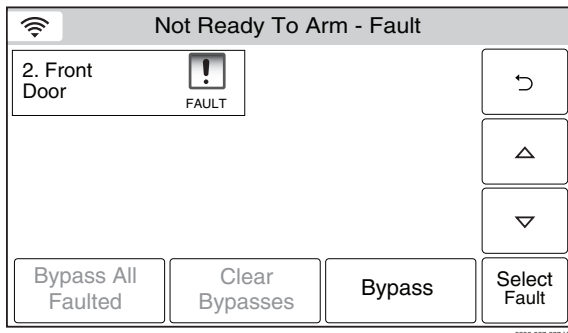 Not Ready To Arm - Fault
2. Front
Door
FAULT
Bypass All
Faulted
Clear
Bypasses
Bypass
Select
Fault